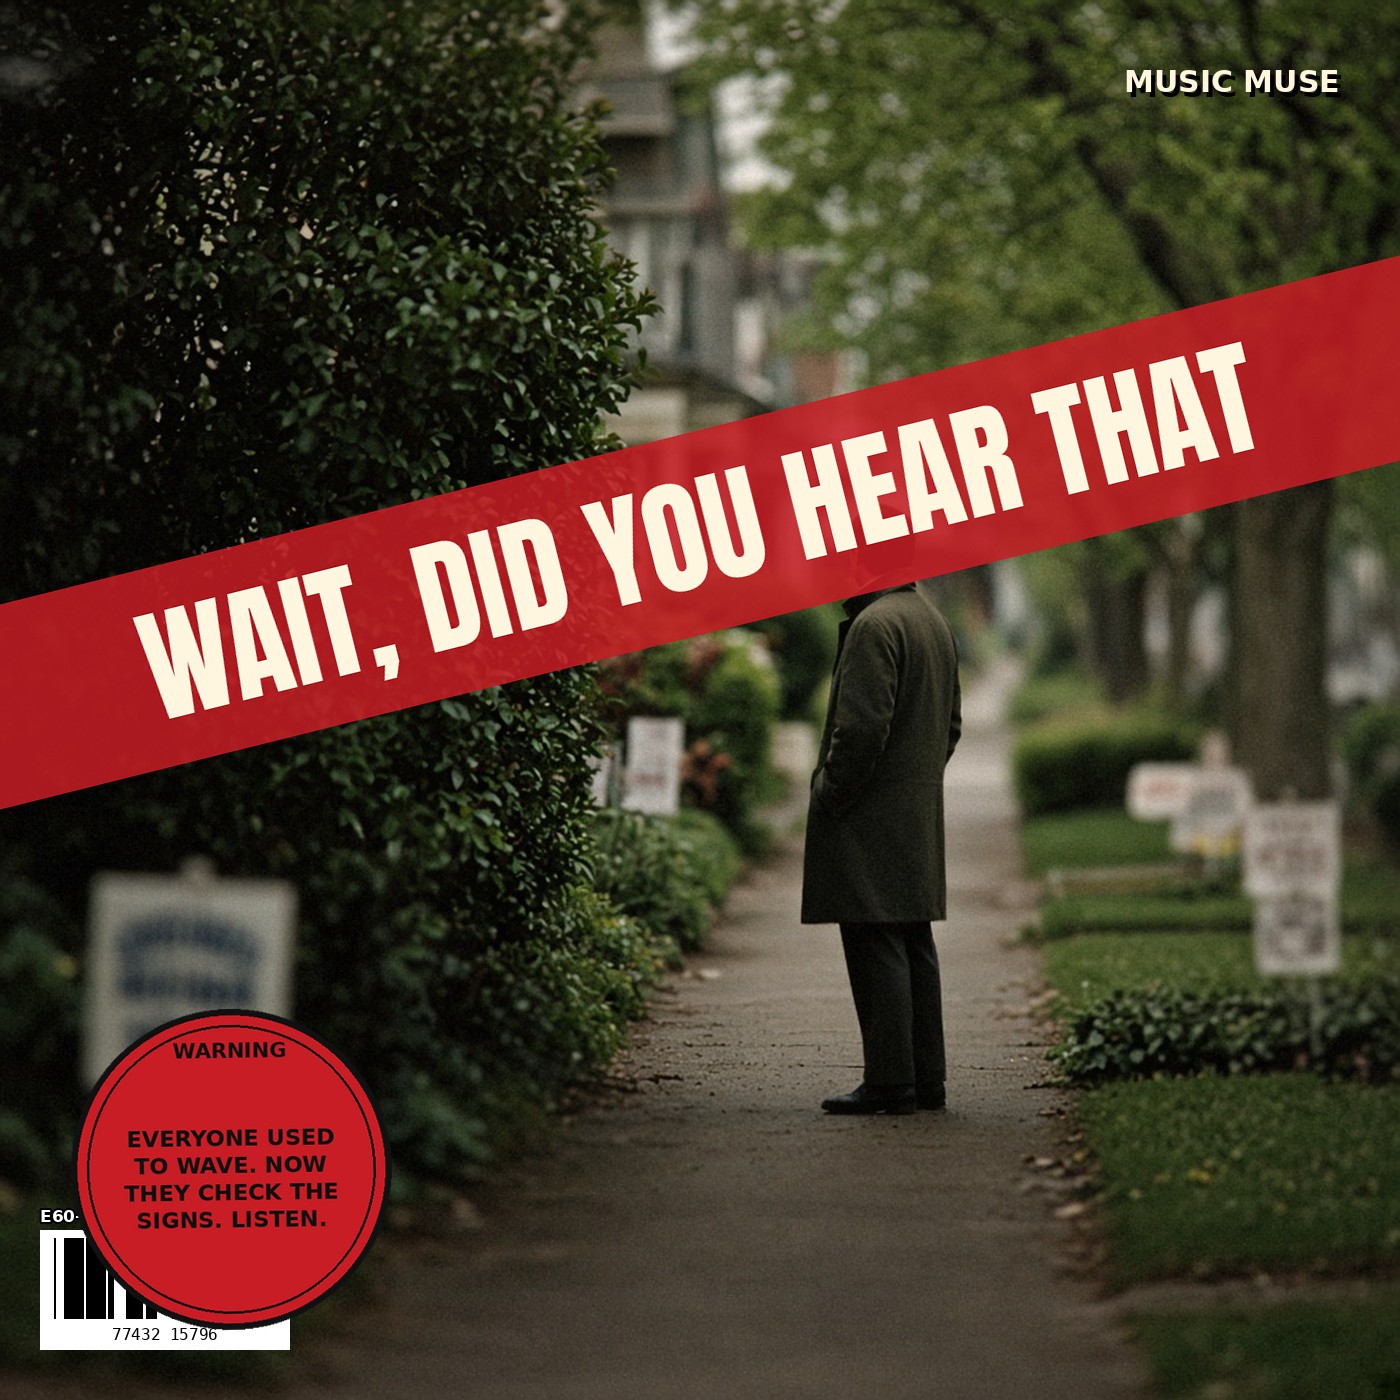 MUSIC MUSE
WAIT, DID YOU HEAR THAT
WARNING
EVERYONE USED
TO WAVE. NOW
THEY CHECK THE
SIGNS. LISTEN.
E60-
77432 15796